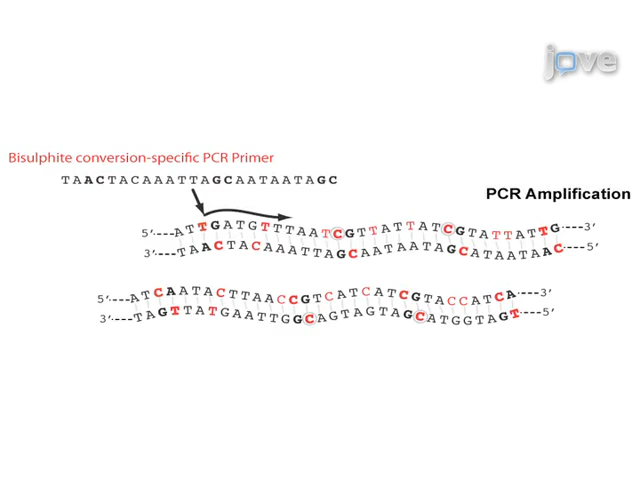 jove
Bisulphite conversion-specific PCR Primer
TAACTACAAATTAGCAATAATAGC
PCR Amplification
5′---ATTGATGTTTAATCGTTATTATCGTATTATTG---3′
3′---TAACTACAAATTAGCAATAATAGCATAATAAC---5′
5′---ATCAATACTTAACCGTCATCATCGTACCATCA---3′
3′---TAGTTATGAATTGGCAGTAGTAGCATGGTAGT---5′